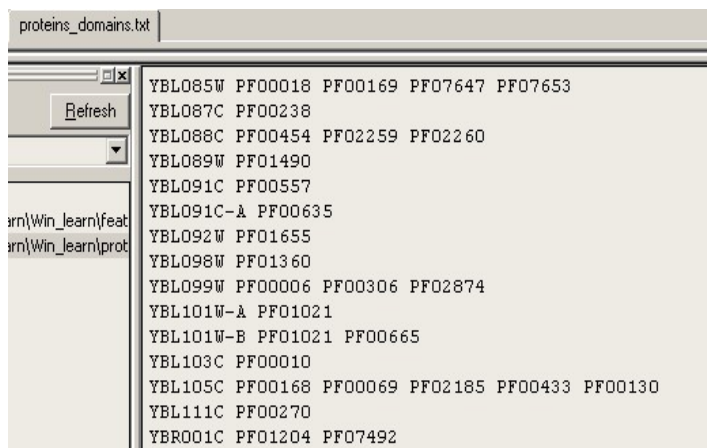 proteins_domains.txt
Refresh
arn\Win_learn\feat
arn\Win_learn\prot
YBL085W PF00018 PF00169 PF07647 PF07653
YBL087C PF00238
YBL088C PF00454 PF02259 PF02260
YBL089W PF01490
YBL091C PF00557
YBL091C-A PF00635
YBL092W PF01655
YBL098W PF01360
YBL099W PF00006 PF00306 PF02874
YBL101W-A PF01021
YBL101W-B PF01021 PF00665
YBL103C PF00010
YBL105C PF00168 PF00069 PF02185 PF00433 PF00130
YBL111C PF00270
YBR001C PF01204 PF07492